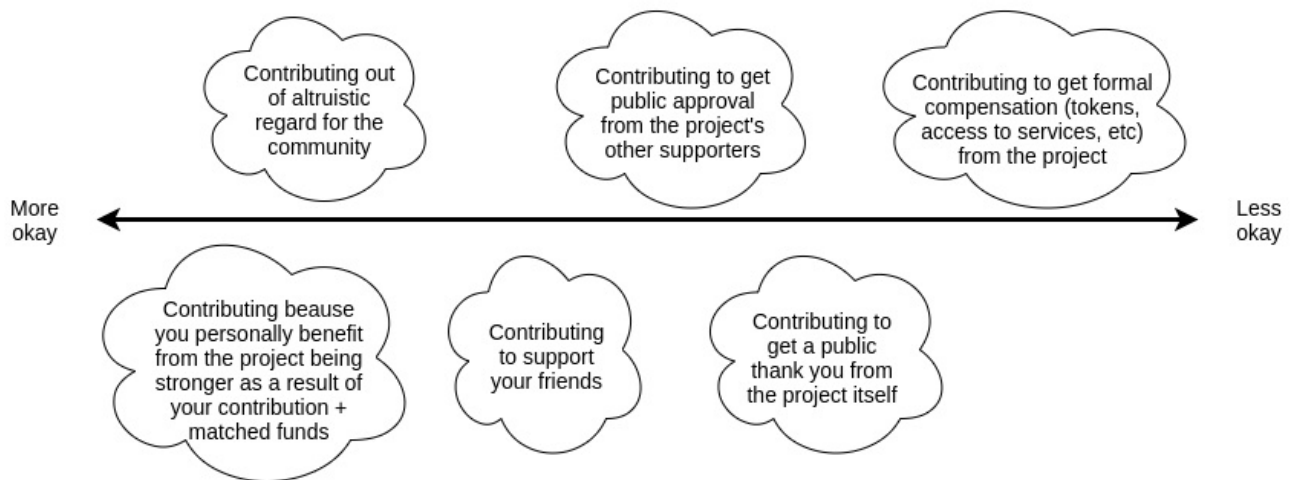 Contributing out
of altruistic
regard for the
community
Contributing to get
public approval
from the project's
other supporters
Contributing to get formal
compensation (tokens,
access to services, etc)
from the project
More
okay
Less
okay
Contributing beause
you personally benefit
from the project being
stronger as a result of
your contribution +
matched funds
Contributing
to support
your friends
Contributing to
get a public
thank you from
the project itself